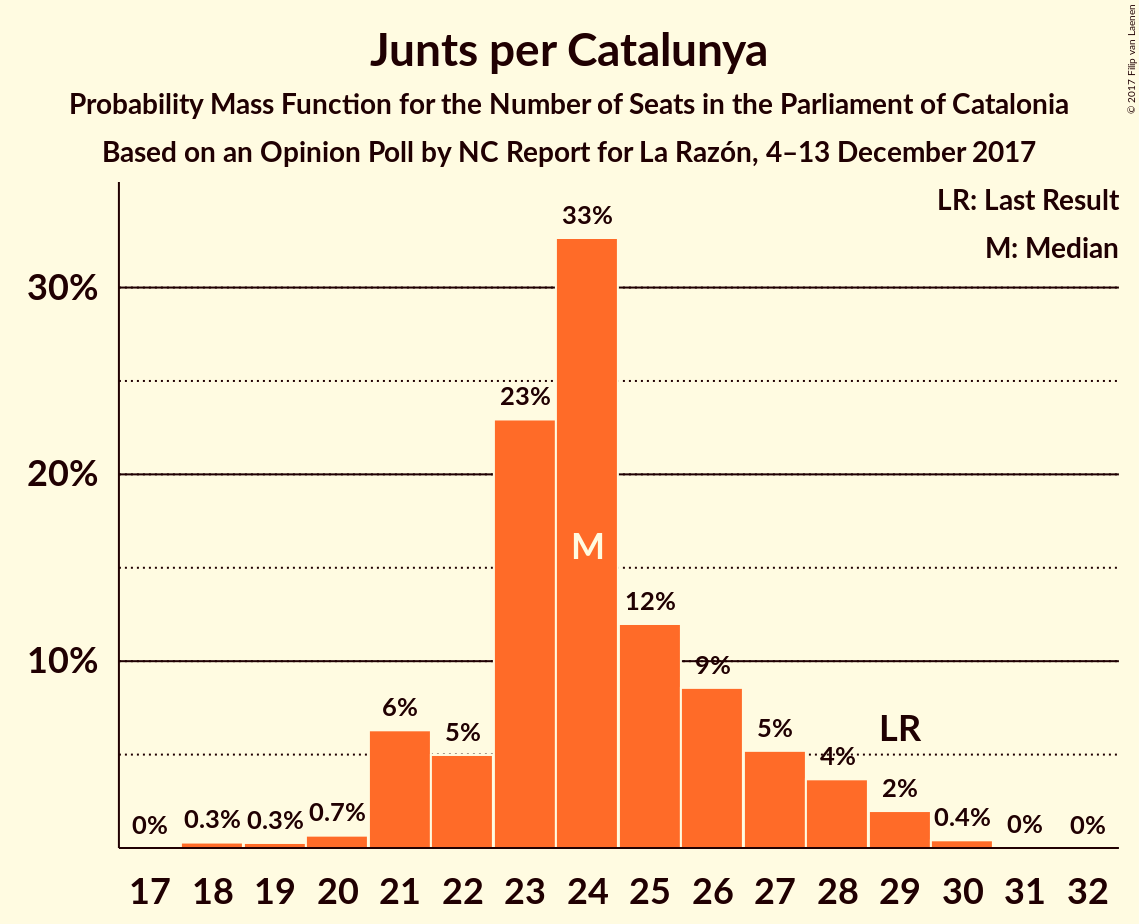 Junts per Catalunya
Probability Mass Function for the Number of Seats in the Parliament of Catalonia
Based on an Opinion Poll by NC Report for La Razón, 4–13 December 2017
© 2017 Filip van Laenen
LR: Last Result
M: Median
30%
20%
10%
0%
0.3%
0.3%
0.7%
6%
5%
23%
33%
M
12%
9%
5%
4%
LR
2%
0.4%
0%
0%
17 18 19 20 21 22 23 24 25 26 27 28 29 30 31 32